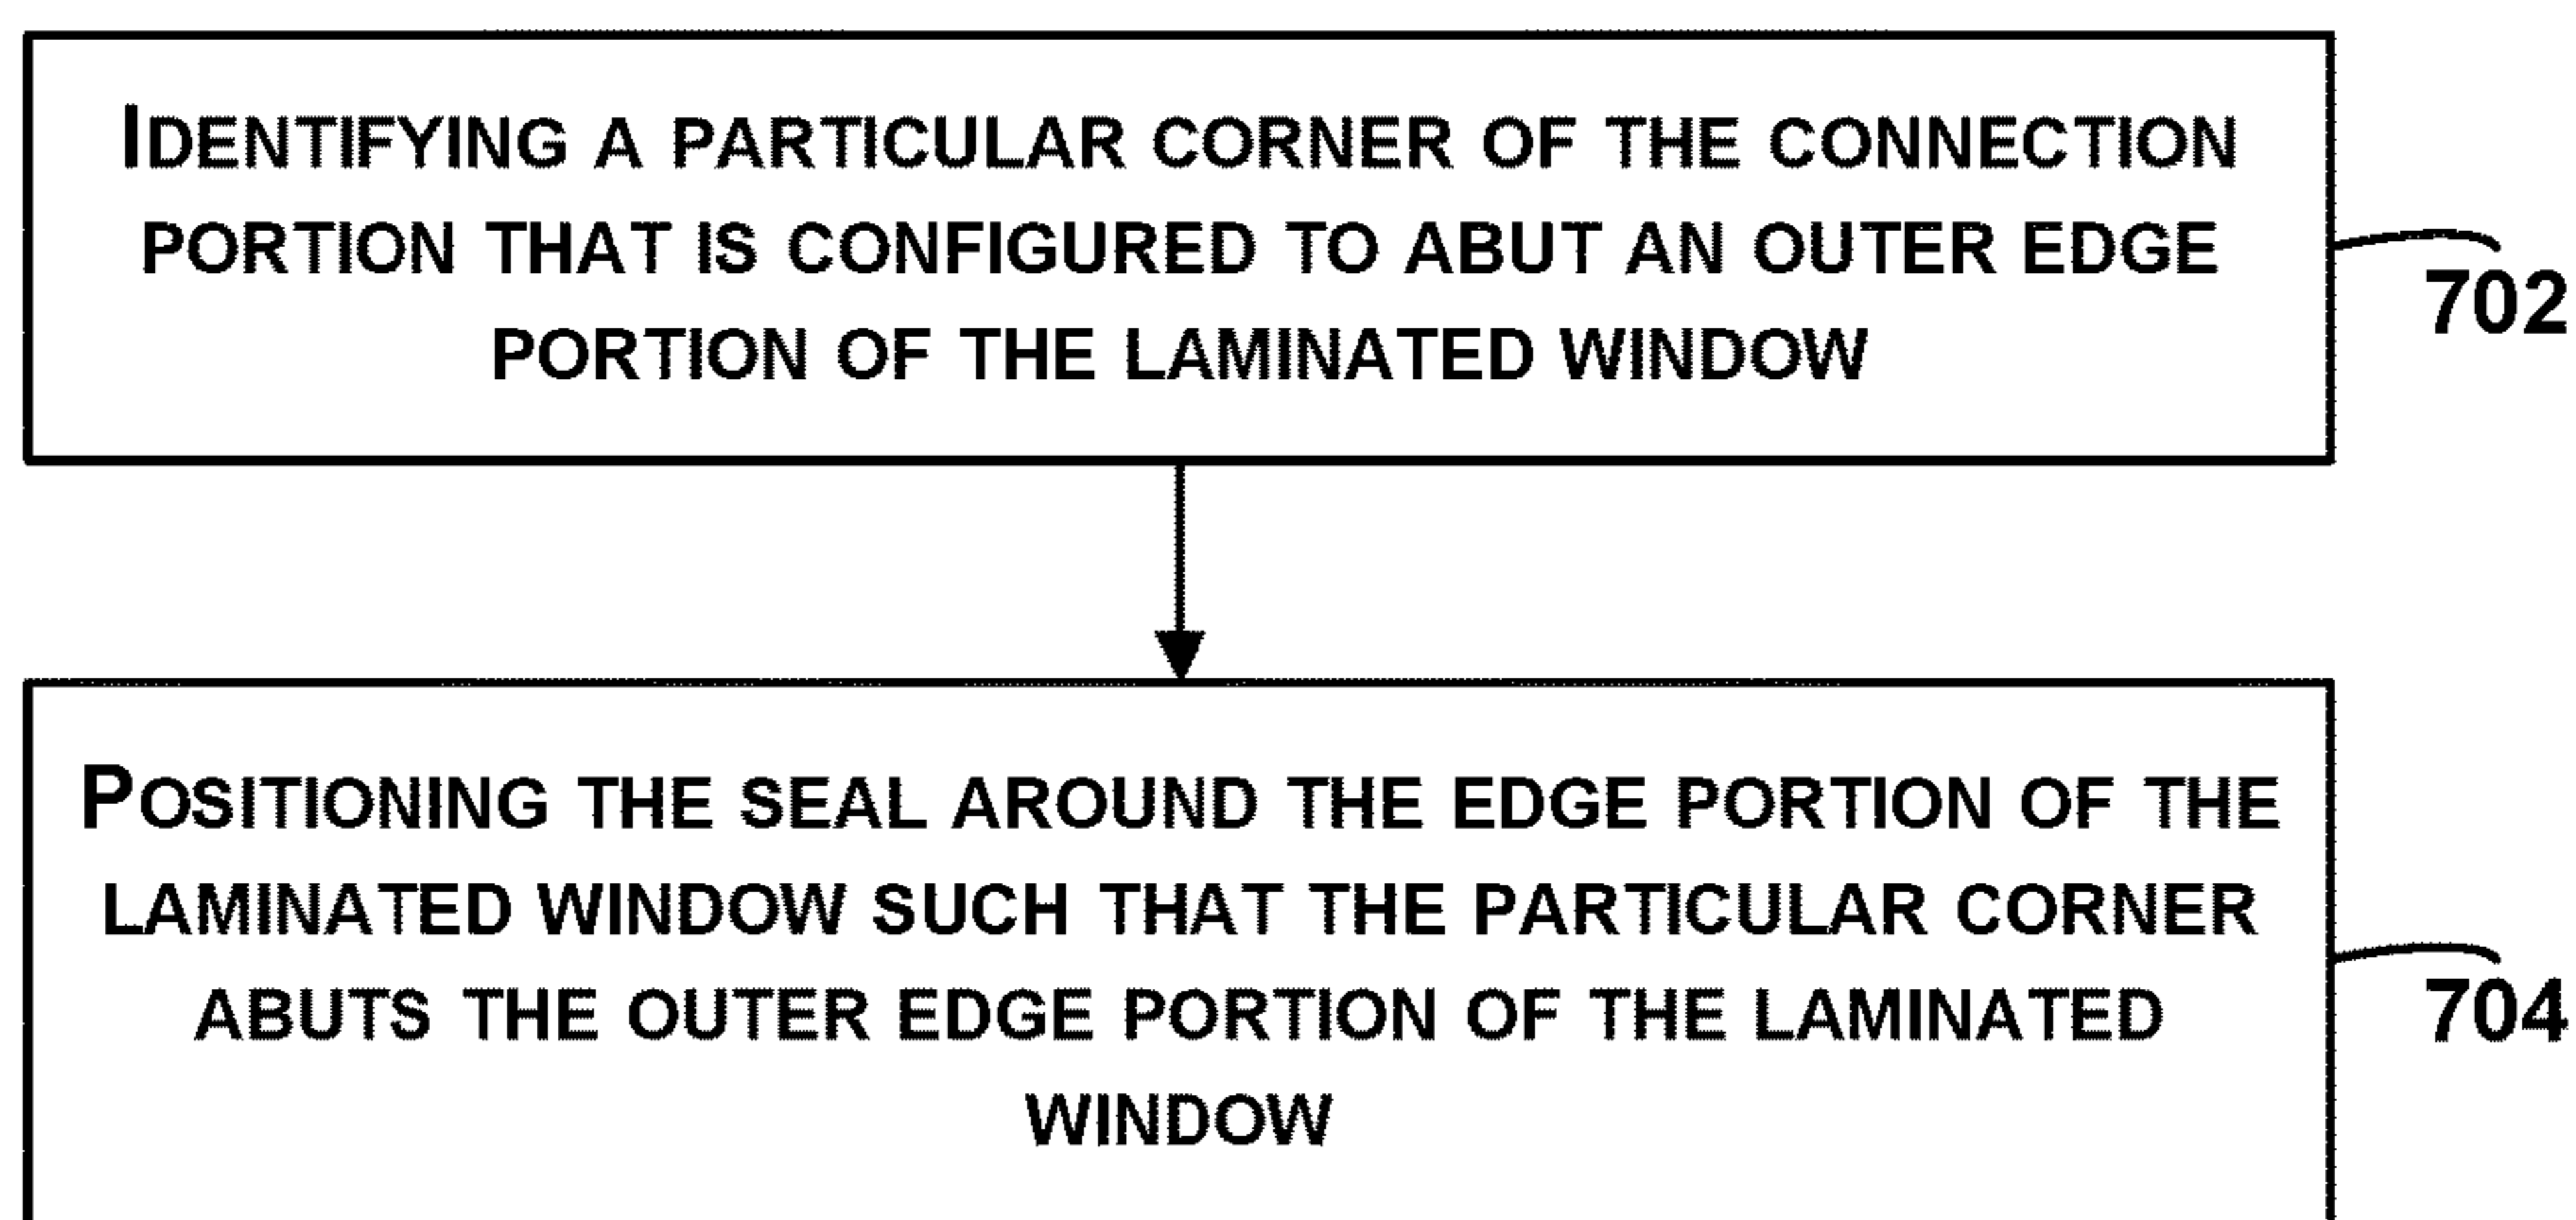 IDENTIFYING A PARTICULAR CORNER OF THE CONNECTION
PORTION THAT IS CONFIGURED TO ABUT AN OUTER EDGE
PORTION OF THE LAMINATED WINDOW
702
POSITIONING THE SEAL AROUND THE EDGE PORTION OF THE
LAMINATED WINDOW SUCH THAT THE PARTICULAR CORNER
ABUTS THE OUTER EDGE PORTION OF THE LAMINATED
WINDOW
704